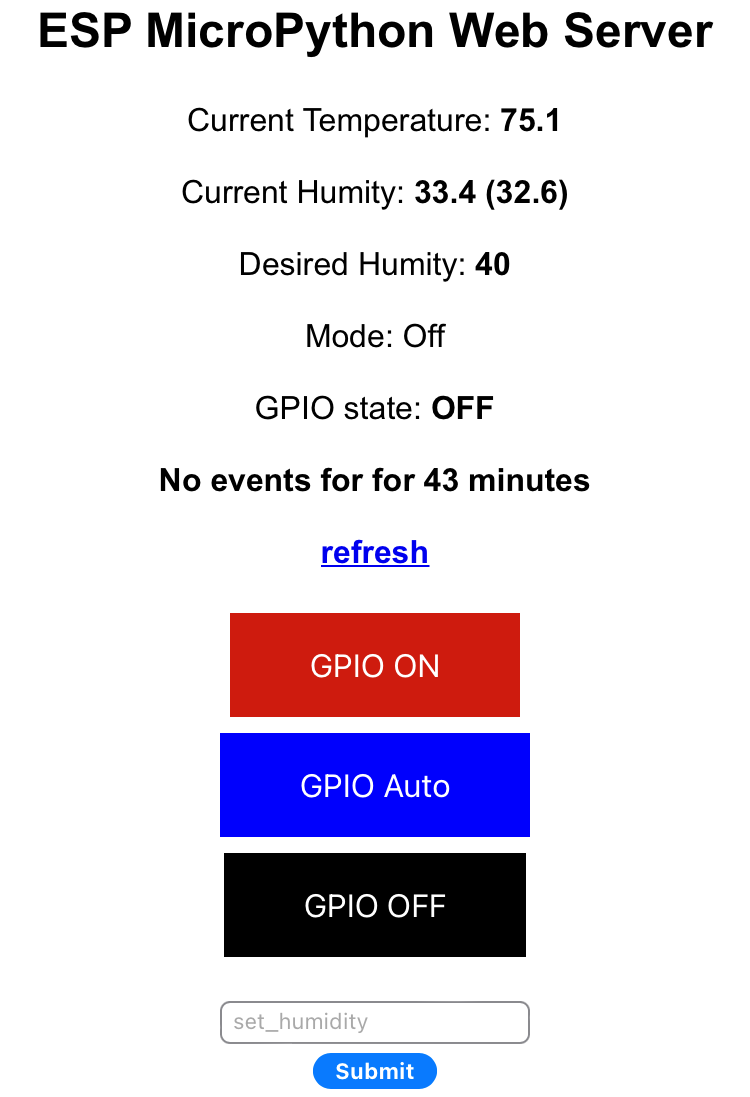 ESP MicroPython Web Server
Current Temperature: 75.1
Current Humity: 33.4 (32.6)
Desired Humity: 40
Mode: Off
GPIO state: OFF
No events for for 43 minutes
refresh
GPIO ON
GPIO Auto
GPIO OFF
set_humidity
Submit